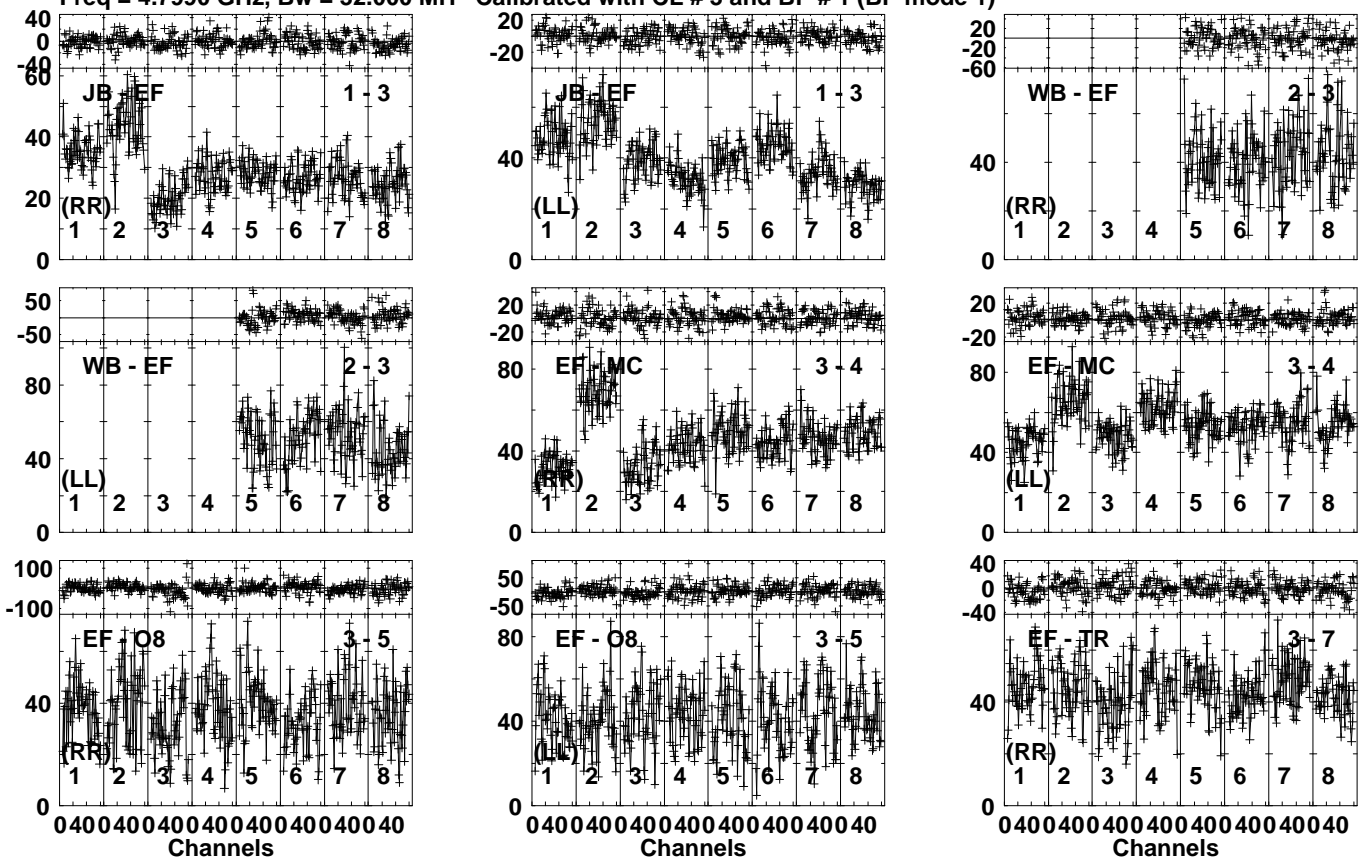 Freq = 4.7990 GHz, Bw = 32.000 MH Calibrated with CL # 3 and BP # 1 (BP mode 1)
20 0 -40
60 40 20 0
JB - EF 1 - 3
(RR)
1 2 3 4 5 6 7 8
20 -20
40 0
JB - EF 1 - 3
(LL)
1 2 3 4 5 6 7 8
40 20 0 -20 -60
40 0
WB - EF 2 - 3
(RR)
1 2 3 4 5 6 7 8
50 -50
80 40 0
WB - EF 2 - 3
(LL)
1 2 3 4 5 6 7 8
20 -20
80 40 0
EF - MC 3 - 4
(RR)
1 2 3 4 5 6 7 8
20 -20
80 40 0
EF - MC 3 - 4
(LL)
1 2 3 4 5 6 7 8
100 -100
40 0
EF - O8 3 - 5
(RR)
1 2 3 4 5 6 7 8
0 40 0 40 0 40 0 40 0 40 0 40 0 40 0 40
Channels
50 -50
80 40 0
EF - O8 3 - 5
(LL)
1 2 3 4 5 6 7 8
0 40 0 40 0 40 0 40 0 40 0 40 0 40 0 40
Channels
40 0 -40
40 0
EF - TR 3 - 7
(RR)
1 2 3 4 5 6 7 8
0 40 0 40 0 40 0 40 0 40 0 40 0 40 0 40
Channels